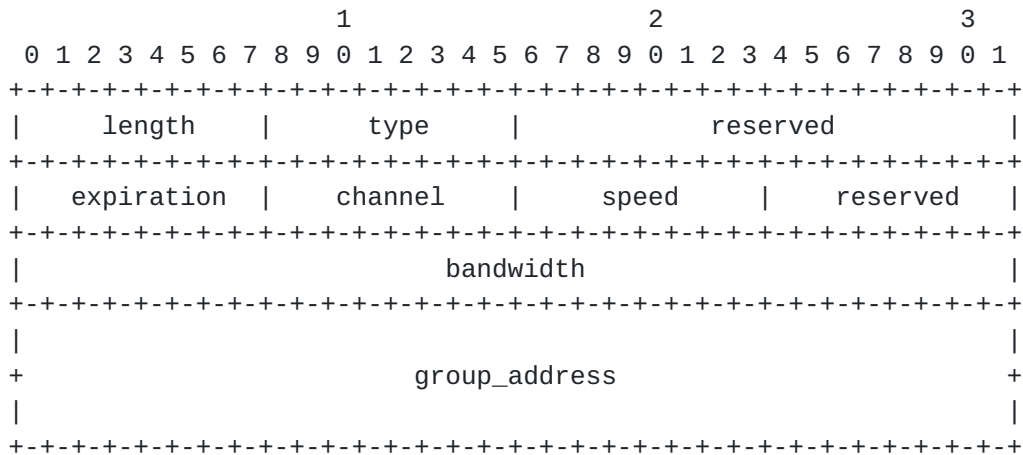 1                   2                   3
 0 1 2 3 4 5 6 7 8 9 0 1 2 3 4 5 6 7 8 9 0 1 2 3 4 5 6 7 8 9 0 1
+-+-+-+-+-+-+-+-+-+-+-+-+-+-+-+-+-+-+-+-+-+-+-+-+-+-+-+-+-+-+-+-+
|     length    |      type     |            reserved           |
+-+-+-+-+-+-+-+-+-+-+-+-+-+-+-+-+-+-+-+-+-+-+-+-+-+-+-+-+-+-+-+-+
|   expiration  |    channel    |     speed     |    reserved   |
+-+-+-+-+-+-+-+-+-+-+-+-+-+-+-+-+-+-+-+-+-+-+-+-+-+-+-+-+-+-+-+-+
|                           bandwidth                           |
+-+-+-+-+-+-+-+-+-+-+-+-+-+-+-+-+-+-+-+-+-+-+-+-+-+-+-+-+-+-+-+-+
|                                                               |
+                         group_address                         +
|                                                               |
+-+-+-+-+-+-+-+-+-+-+-+-+-+-+-+-+-+-+-+-+-+-+-+-+-+-+-+-+-+-+-+-+